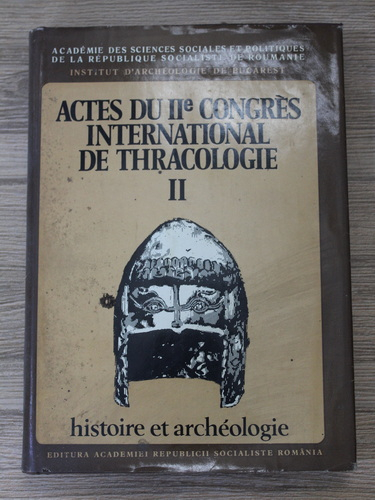 ACADÉMIE DES SCIENCES SOCIALES ET POLITIQUES
DE LA RÉPUBLIQUE SOCIALISTE DE ROUMANIE
INSTITUT D'ARCHÉOLOGIE DE BUCAREST
ACTES DU IIe CONGRÈS
INTERNATIONAL
DE THRACOLOGIE
II
histoire et archéologie
EDITURA ACADEMIEI REPUBLICII SOCIALISTE ROMÂNIA